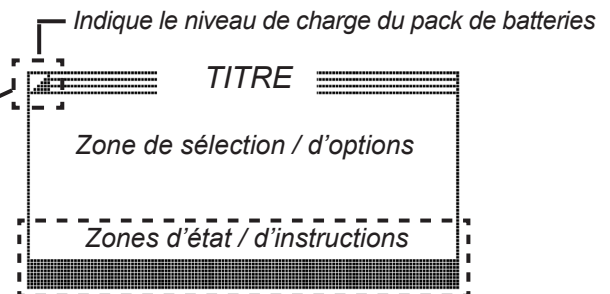 Indique le niveau de charge du pack de batteries
TITRE
Zone de sélection / d'options
Zones d'état / d'instructions